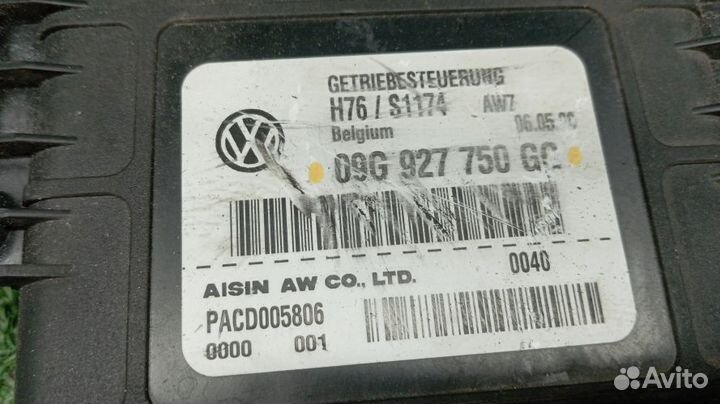 GETRIEBESTEUERUNG
H76 / S1174 AW7
Belgium
09G 927 750 GC
0040
AISIN AW CO., LTD.
PACD005806
0000 001
Avito